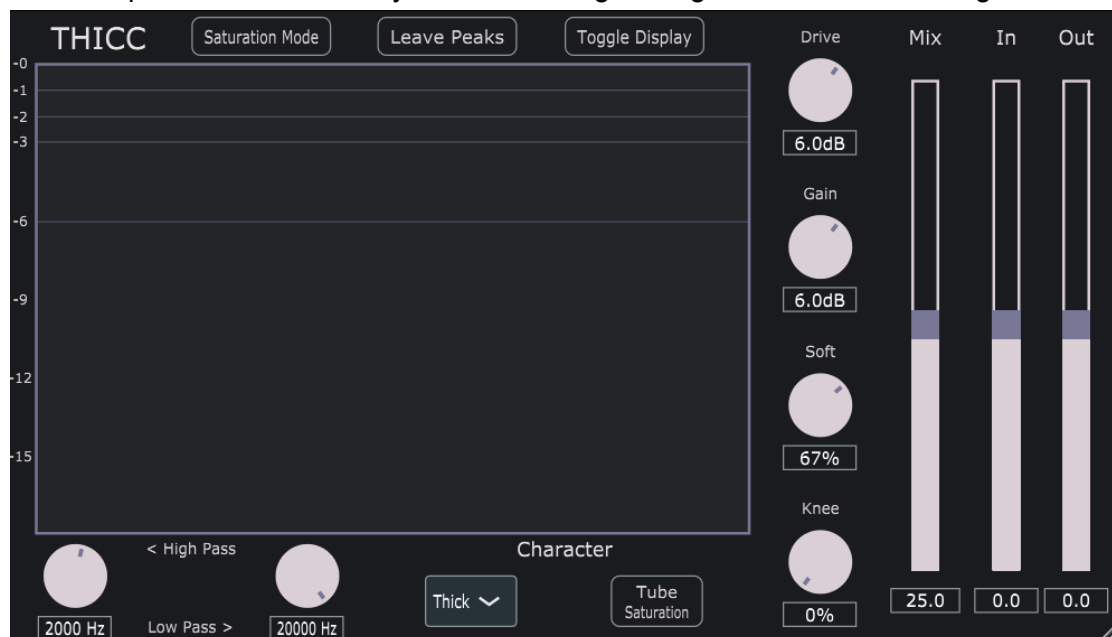 THICC
Saturation Mode
Leave Peaks
Toggle Display
Drive
Mix
In
Out
-0
-1
-2
-3
-6
-9
-12
-15
6.0dB
Gain
6.0dB
Soft
67%
Knee
0%
25.0
0.0
0.0
< High Pass
Low Pass >
2000 Hz
20000 Hz
Character
Thick
Tube
Saturation